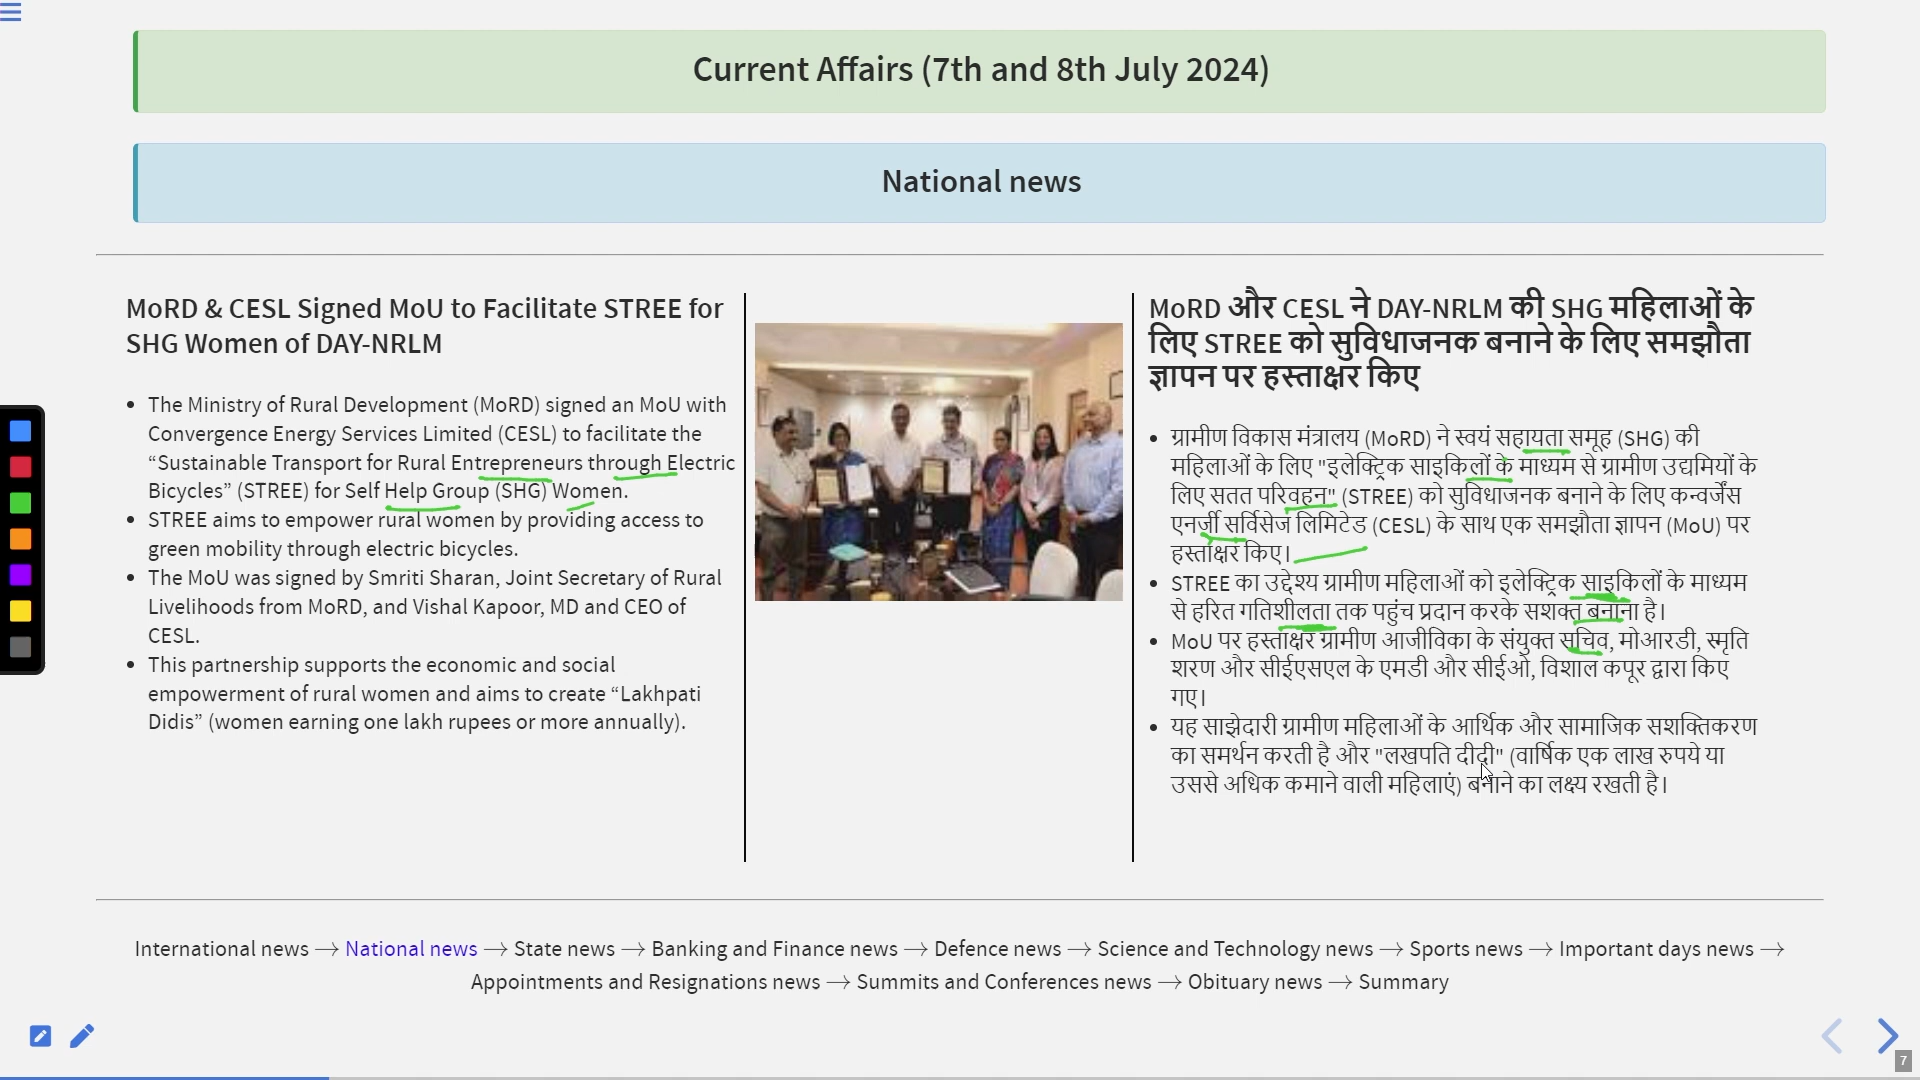 Current Affairs (7th and 8th July 2024)
National news
MoRD & CESL Signed MoU to Facilitate STREE for
SHG Women of DAY-NRLM
The Ministry of Rural Development (MoRD) signed an MoU with
Convergence Energy Services Limited (CESL) to facilitate the
“Sustainable Transport for Rural Entrepreneurs through Electric
Bicycles” (STREE) for Self Help Group (SHG) Women.
STREE aims to empower rural women by providing access to
green mobility through electric bicycles.
The MoU was signed by Smriti Sharan, Joint Secretary of Rural
Livelihoods from MoRD, and Vishal Kapoor, MD and CEO of
CESL.
This partnership supports the economic and social
empowerment of rural women and aims to create “Lakhpati
Didis” (women earning one lakh rupees or more annually).
MoRD और CESL ने DAY-NRLM की SHG महिलाओं के
लिए STREE को सुविधाजनक बनाने के लिए समझौता
ज्ञापन पर हस्ताक्षर किए
ग्रामीण विकास मंत्रालय (MoRD) ने स्वयं सहायता समूह (SHG) की
महिलाओं के लिए "इलेक्ट्रिक साइकिलों के माध्यम से ग्रामीण उद्यमियों के
लिए सतत परिवहन" (STREE) को सुविधाजनक बनाने के लिए कन्वर्जेंस
एनर्जी सर्विसेज लिमिटेड (CESL) के साथ एक समझौता ज्ञापन (MoU) पर
हस्ताक्षर किए।
STREE का उद्देश्य ग्रामीण महिलाओं को इलेक्ट्रिक साइकिलों के माध्यम
से हरित गतिशीलता तक पहुंच प्रदान करके सशक्त बनाना है।
MoU पर हस्ताक्षर ग्रामीण आजीविका के संयुक्त सचिव, मोआरडी, स्मृति
शरण और सीईएसएल के एमडी और सीईओ, विशाल कपूर द्वारा किए
गए।
यह साझेदारी ग्रामीण महिलाओं के आर्थिक और सामाजिक सशक्तिकरण
का समर्थन करती है और "लखपति दीदी" (वार्षिक एक लाख रुपये या
उससे अधिक कमाने वाली महिलाएं) बनाने का लक्ष्य रखती है।
International news → National news → State news → Banking and Finance news → Defence news → Science and Technology news → Sports news → Important days news →
Appointments and Resignations news → Summits and Conferences news → Obituary news → Summary
7